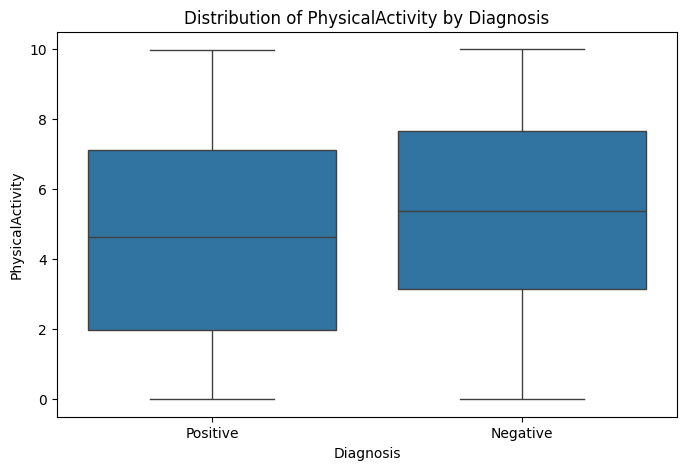 Distribution of PhysicalActivity by Diagnosis
PhysicalActivity
10
8
6
4
2
0
Positive
Negative
Diagnosis